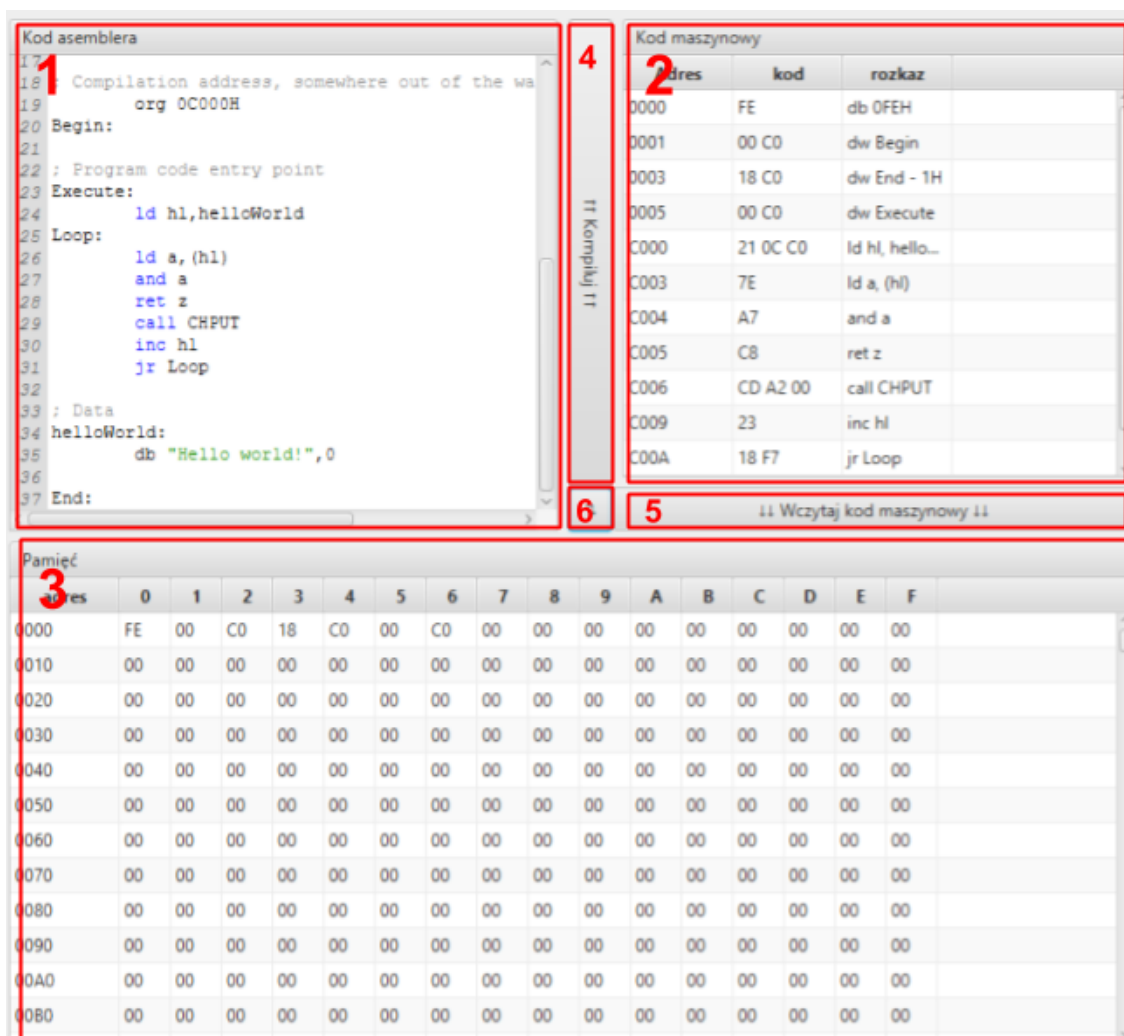 Kod asemblera
1
17
18 ; Compilation address, somewhere out of the wa
19 org 0C000H
20 Begin:
21
22 ; Program code entry point
23 Execute:
24 ld hl,helloWorld
25 Loop:
26 ld a,(hl)
27 and a
28 ret z
29 call CHPUT
30 inc hl
31 jr Loop
32
33 ; Data
34 helloWorld:
35 db "Hello world!",0
36
37 End:
4
↑↑ Kompiluj ↑↑
6
Kod maszynowy
2
Adres kod rozkaz
0000 FE db 0FEH
0001 00 C0 dw Begin
0003 18 C0 dw End - 1H
0005 00 C0 dw Execute
C000 21 0C C0 ld hl, hello...
C003 7E ld a, (hl)
C004 A7 and a
C005 C8 ret z
C006 CD A2 00 call CHPUT
C009 23 inc hl
C00A 18 F7 jr Loop
5 ↓↓ Wczytaj kod maszynowy ↓↓
Pamięć
3
adres 0 1 2 3 4 5 6 7 8 9 A B C D E F
0000 FE 00 C0 18 C0 00 C0 00 00 00 00 00 00 00 00 00
0010 00 00 00 00 00 00 00 00 00 00 00 00 00 00 00 00
0020 00 00 00 00 00 00 00 00 00 00 00 00 00 00 00 00
0030 00 00 00 00 00 00 00 00 00 00 00 00 00 00 00 00
0040 00 00 00 00 00 00 00 00 00 00 00 00 00 00 00 00
0050 00 00 00 00 00 00 00 00 00 00 00 00 00 00 00 00
0060 00 00 00 00 00 00 00 00 00 00 00 00 00 00 00 00
0070 00 00 00 00 00 00 00 00 00 00 00 00 00 00 00 00
0080 00 00 00 00 00 00 00 00 00 00 00 00 00 00 00 00
0090 00 00 00 00 00 00 00 00 00 00 00 00 00 00 00 00
00A0 00 00 00 00 00 00 00 00 00 00 00 00 00 00 00 00
00B0 00 00 00 00 00 00 00 00 00 00 00 00 00 00 00 00